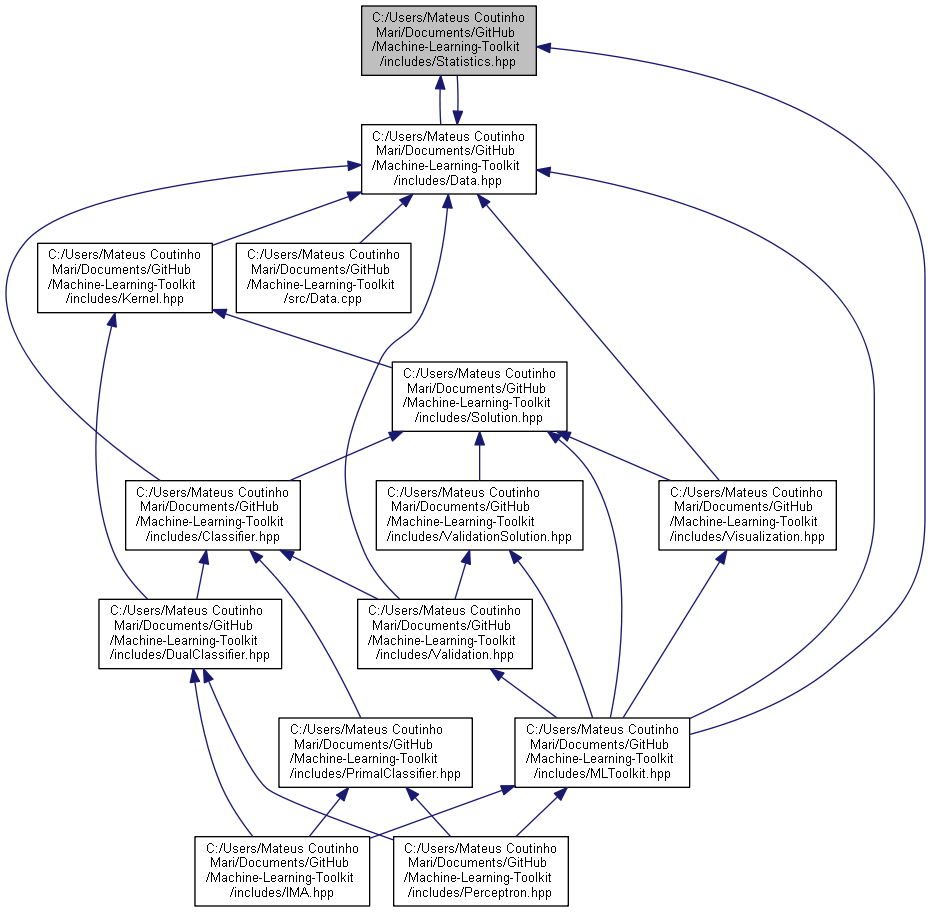 C:/Users/Mateus Coutinho
Mari/Documents/GitHub
/Machine-Learning-Toolkit
/includes/Statistics.hpp
C:/Users/Mateus Coutinho
Mari/Documents/GitHub
/Machine-Learning-Toolkit
/includes/Data.hpp
C:/Users/Mateus Coutinho
Mari/Documents/GitHub
/Machine-Learning-Toolkit
/includes/Kernel.hpp
C:/Users/Mateus Coutinho
Mari/Documents/GitHub
/Machine-Learning-Toolkit
/src/Data.cpp
C:/Users/Mateus Coutinho
Mari/Documents/GitHub
/Machine-Learning-Toolkit
/includes/Solution.hpp
C:/Users/Mateus Coutinho
Mari/Documents/GitHub
/Machine-Learning-Toolkit
/includes/Classifier.hpp
C:/Users/Mateus Coutinho
Mari/Documents/GitHub
/Machine-Learning-Toolkit
/includes/ValidationSolution.hpp
C:/Users/Mateus Coutinho
Mari/Documents/GitHub
/Machine-Learning-Toolkit
/includes/Visualization.hpp
C:/Users/Mateus Coutinho
Mari/Documents/GitHub
/Machine-Learning-Toolkit
/includes/DualClassifier.hpp
C:/Users/Mateus Coutinho
Mari/Documents/GitHub
/Machine-Learning-Toolkit
/includes/Validation.hpp
C:/Users/Mateus Coutinho
Mari/Documents/GitHub
/Machine-Learning-Toolkit
/includes/PrimalClassifier.hpp
C:/Users/Mateus Coutinho
Mari/Documents/GitHub
/Machine-Learning-Toolkit
/includes/MLToolkit.hpp
C:/Users/Mateus Coutinho
Mari/Documents/GitHub
/Machine-Learning-Toolkit
/includes/IMA.hpp
C:/Users/Mateus Coutinho
Mari/Documents/GitHub
/Machine-Learning-Toolkit
/includes/Perceptron.hpp